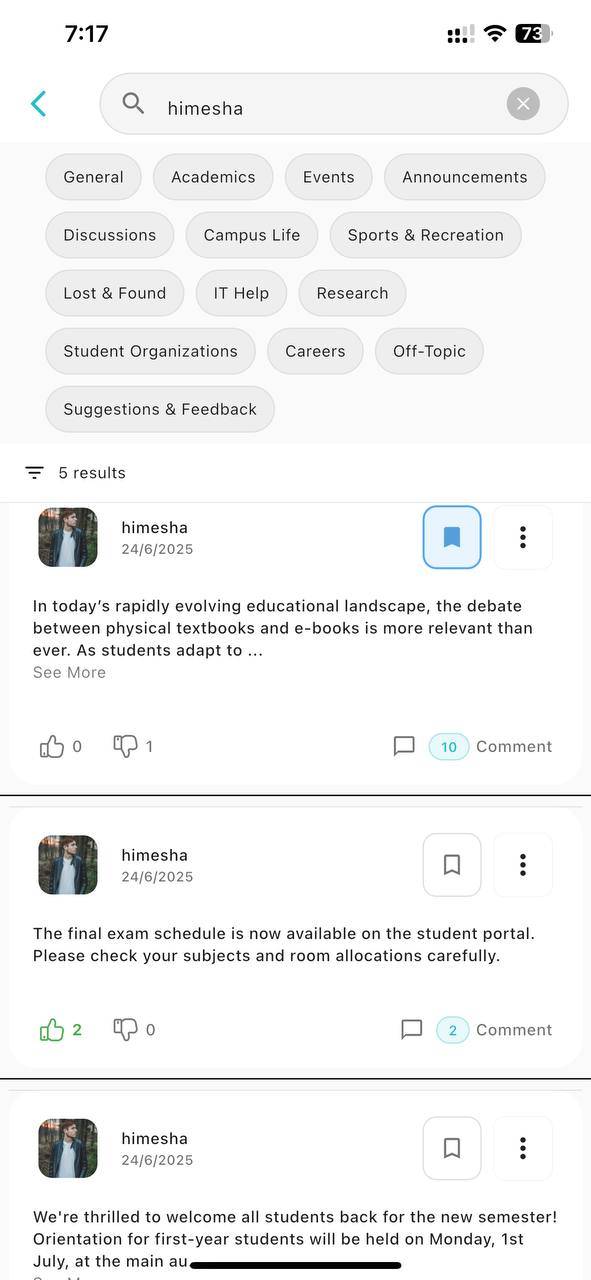 7:17
73
himesha
General Academics Events Announcements
Discussions Campus Life Sports & Recreation
Lost & Found IT Help Research
Student Organizations Careers Off-Topic
Suggestions & Feedback
5 results
himesha
24/6/2025
In today’s rapidly evolving educational landscape, the debate
between physical textbooks and e-books is more relevant than
ever. As students adapt to ...
See More
0 1 10 Comment
himesha
24/6/2025
The final exam schedule is now available on the student portal.
Please check your subjects and room allocations carefully.
2 0 2 Comment
himesha
24/6/2025
We're thrilled to welcome all students back for the new semester!
Orientation for first-year students will be held on Monday, 1st
July, at the main au